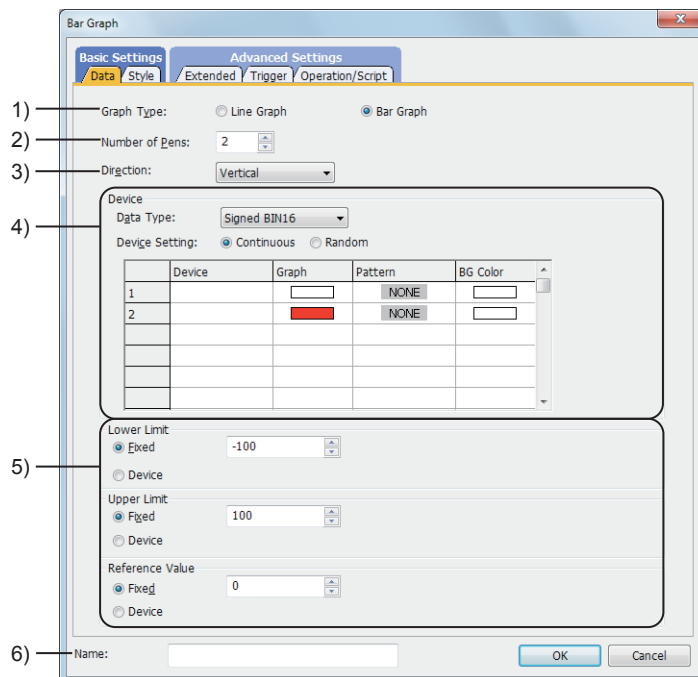 Bar Graph
Basic Settings Advanced Settings
Data Style Extended Trigger Operation/Script
1) Graph Type: Line Graph Bar Graph
2) Number of Pens: 2
3) Direction: Vertical
Device
4) Data Type: Signed BIN16
Device Setting: Continuous Random
Device Graph Pattern BG Color
1 NONE
2 NONE
Lower Limit
5) Fixed -100
Device
Upper Limit
Fixed 100
Device
Reference Value
Fixed 0
Device
6) Name: OK Cancel